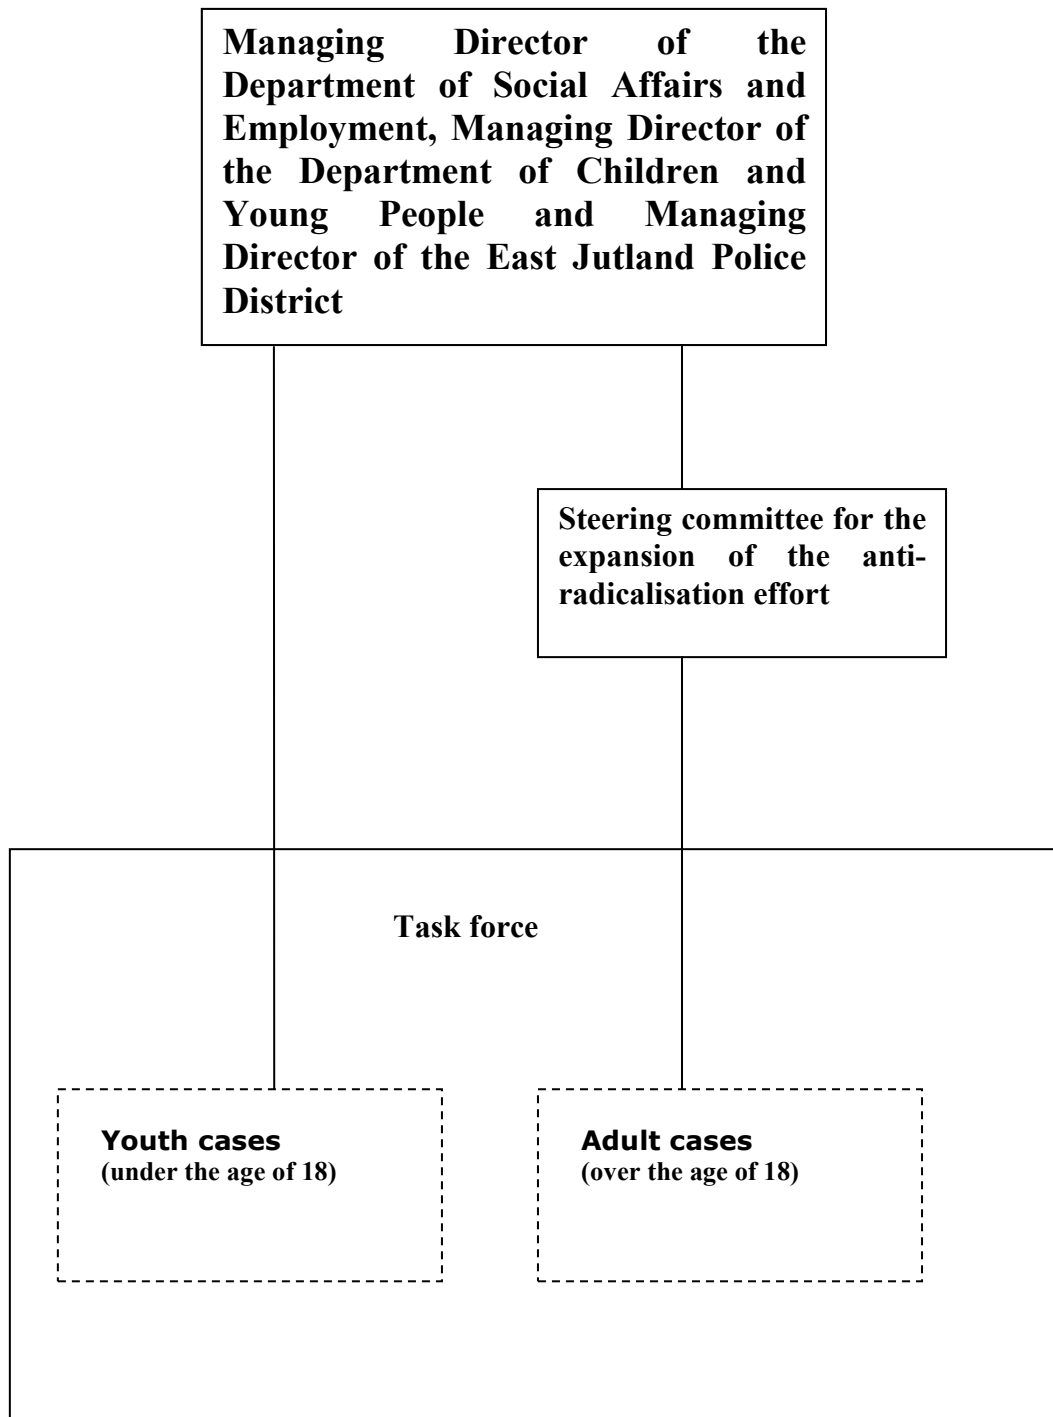 Managing Director of the
Department of Social Affairs and
Employment, Managing Director of
the Department of Children and
Young People and Managing
Director of the East Jutland Police
District
Steering committee for the
expansion of the anti-
radicalisation effort
Task force
Youth cases
(under the age of 18)
Adult cases
(over the age of 18)